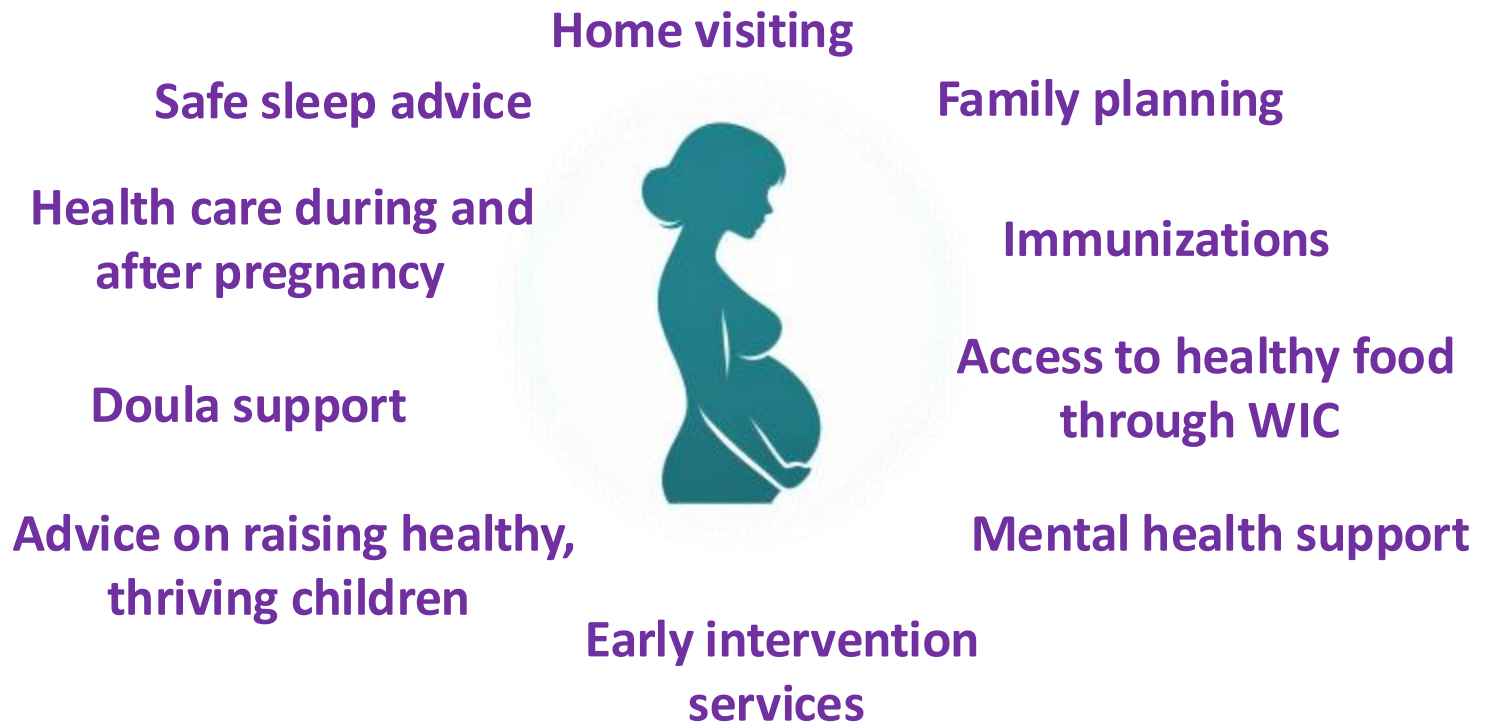 Home visiting
Safe sleep advice
Family planning
Health care during and
after pregnancy
Immunizations
Access to healthy food
through WIC
Doula support
Advice on raising healthy,
thriving children
Mental health support
Early intervention
services